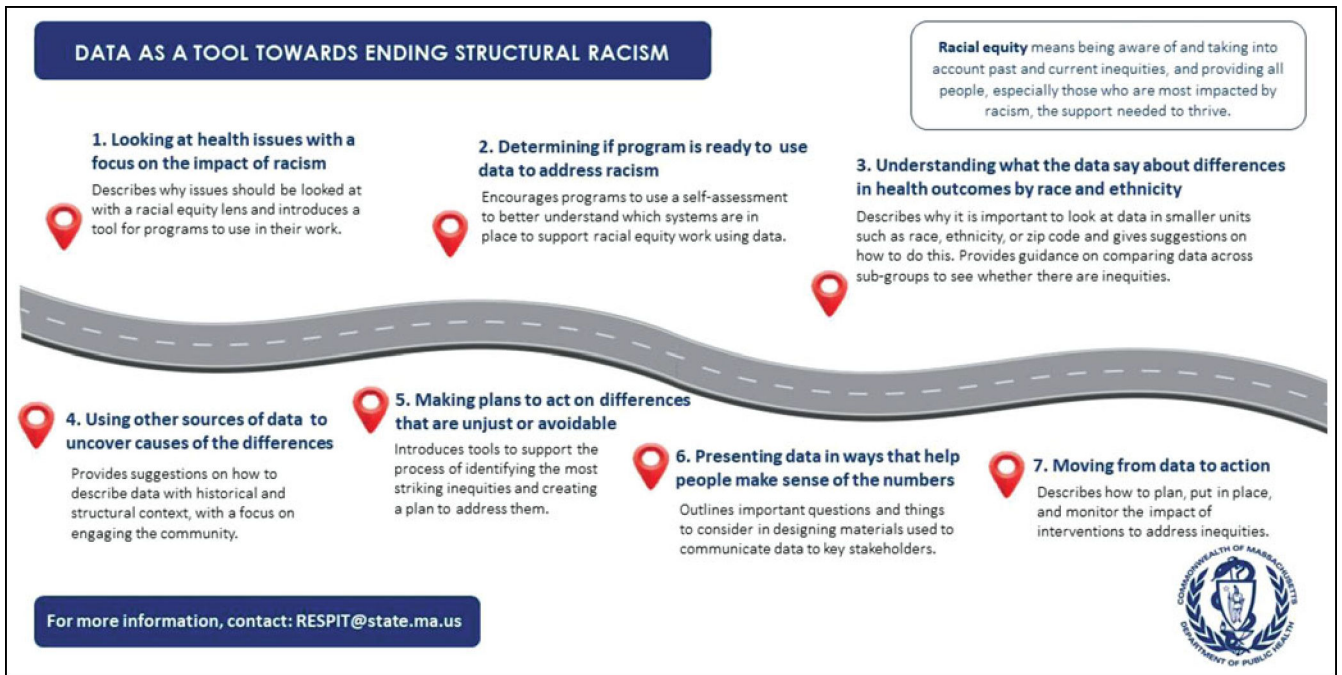 DATA AS A TOOL TOWARDS ENDING STRUCTURAL RACISM
Racial equity means being aware of and taking into
account past and current inequities, and providing all
people, especially those who are most impacted by
racism, the support needed to thrive.
1. Looking at health issues with a
focus on the impact of racism
Describes why issues should be looked at
with a racial equity lens and introduces a
tool for programs to use in their work.
2. Determining if program is ready to use
data to address racism
Encourages programs to use a self-assessment
to better understand which systems are in
place to support racial equity work using data.
3. Understanding what the data say about differences
in health outcomes by race and ethnicity
Describes why it is important to look at data in smaller units
such as race, ethnicity, or zip code and gives suggestions on
how to do this. Provides guidance on comparing data across
sub-groups to see whether there are inequities.
4. Using other sources of data to
uncover causes of the differences
Provides suggestions on how to
describe data with historical and
structural context, with a focus on
engaging the community.
5. Making plans to act on differences
that are unjust or avoidable
Introduces tools to support the
process of identifying the most
striking inequities and creating
a plan to address them.
6. Presenting data in ways that help
people make sense of the numbers
Outlines important questions and things
to consider in designing materials used to
communicate data to key stakeholders.
7. Moving from data to action
Describes how to plan, put in place,
and monitor the impact of
interventions to address inequities.
COMMONWEALTH OF MASSACHUSETTS
DEPARTMENT OF PUBLIC HEALTH
For more information, contact: RESPIT@state.ma.us